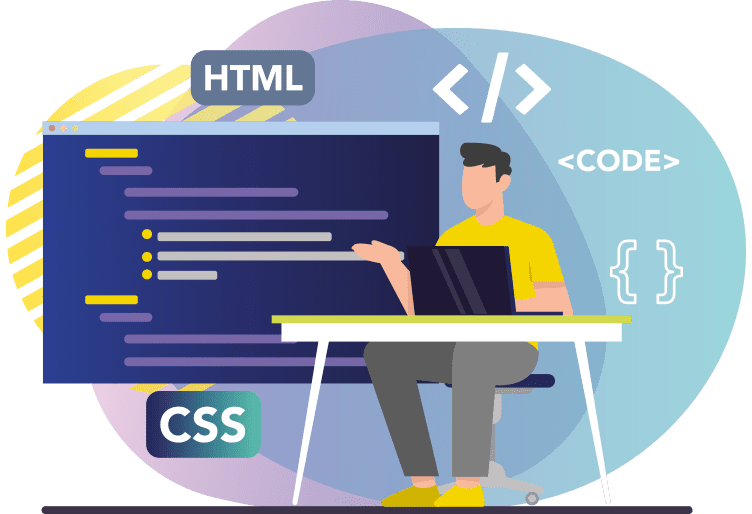 HTML
</>
<CODE>
{ }
CSS